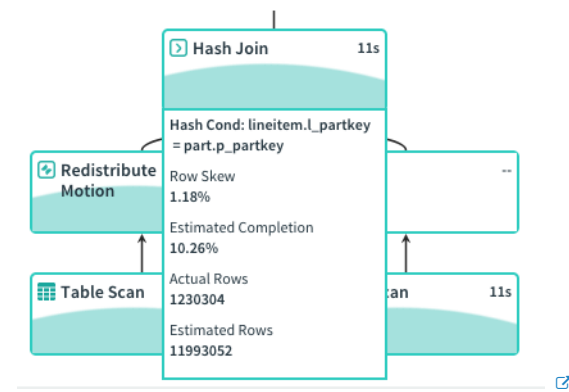 Hash Join 11s
Hash Cond: lineitem.l_partkey
= part.p_partkey
Row Skew
1.18%
Estimated Completion
10.26%
Actual Rows
1230304
Estimated Rows
11993052
Redistribute
Motion
--
Table Scan
an 11s